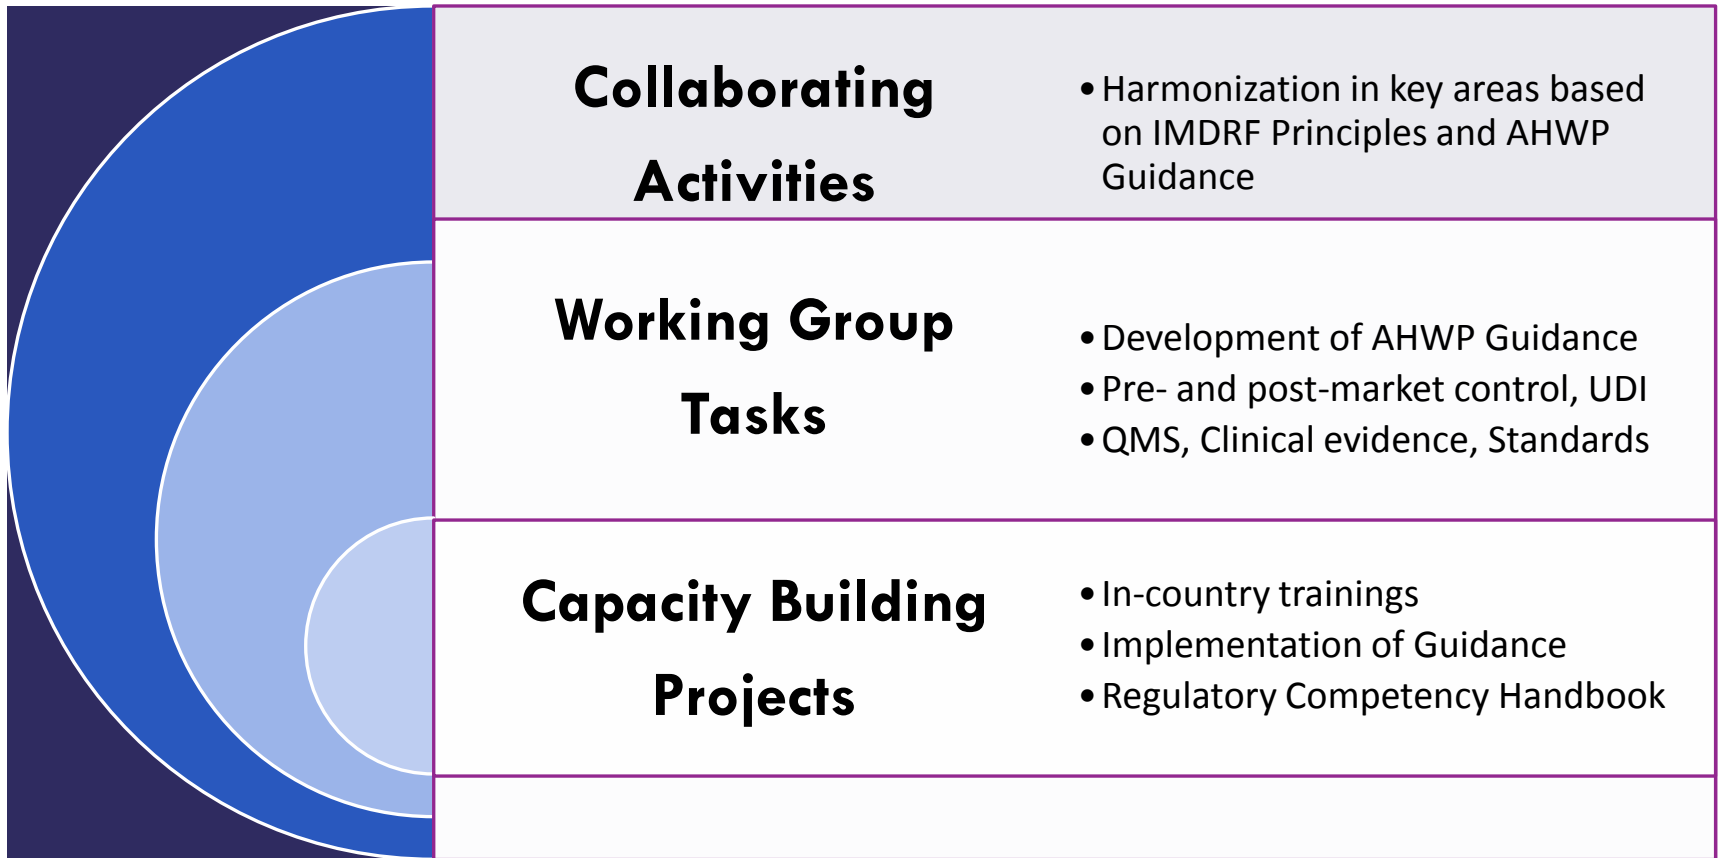 Collaborating
Activities
•Harmonization in key areas based
on IMDRF Principles and AHWP
Guidance
Working Group
Tasks
•Development of AHWP Guidance
•Pre- and post-market control, UDI
•QMS, Clinical evidence, Standards
Capacity Building
Projects
•In-country trainings
•Implementation of Guidance
•Regulatory Competency Handbook